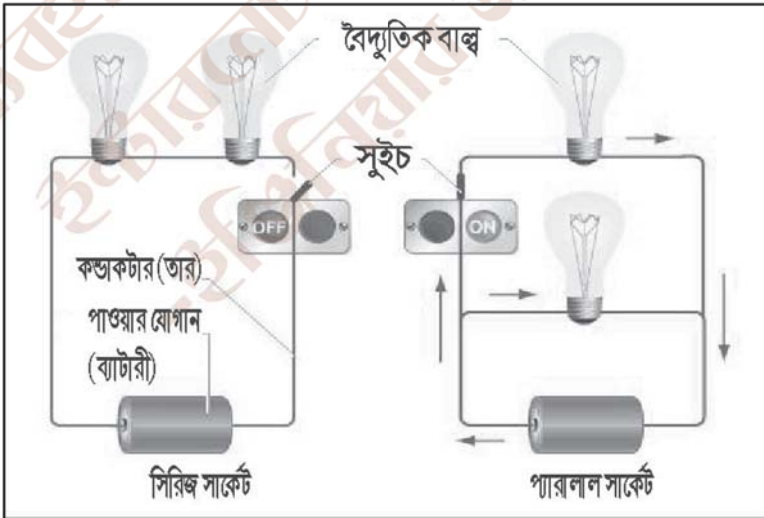 বৈদ্যুতিক বাল্ব
সুইচ
OFF
ON
কন্ডাকটার (তার)
পাওয়ার যোগান
(ব্যাটারী)
সিরিজ সার্কেট
প্যারালাল সার্কেট